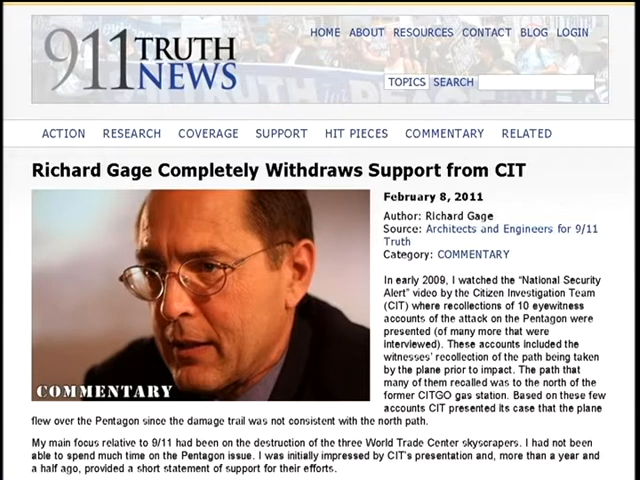 911 TRUTH NEWS
HOME ABOUT RESOURCES CONTACT BLOG LOGIN
TOPICS SEARCH
ACTION RESEARCH COVERAGE SUPPORT HIT PIECES COMMENTARY RELATED
Richard Gage Completely Withdraws Support from CIT
COMMENTARY
February 8, 2011
Author: Richard Gage
Source: Architects and Engineers for 9/11
Truth
Category: COMMENTARY
In early 2009, I watched the "National Security
Alert" video by the Citizen Investigation Team
(CIT) where recollections of 10 eyewitness
accounts of the attack on the Pentagon were
presented (of many more that were
interviewed). These accounts included the
witnesses' recollection of the path being taken
by the plane prior to impact. The path that
many of them recalled was to the north of the
former CITGO gas station. Based on these few
accounts CIT presented its case that the plane
flew over the Pentagon since the damage trail was not consistent with the north path.
My main focus relative to 9/11 had been on the destruction of the three World Trade Center skyscrapers. I had not been
able to spend much time on the Pentagon issue. I was initially impressed by CIT's presentation and, more than a year and
a half ago, provided a short statement of support for their efforts.